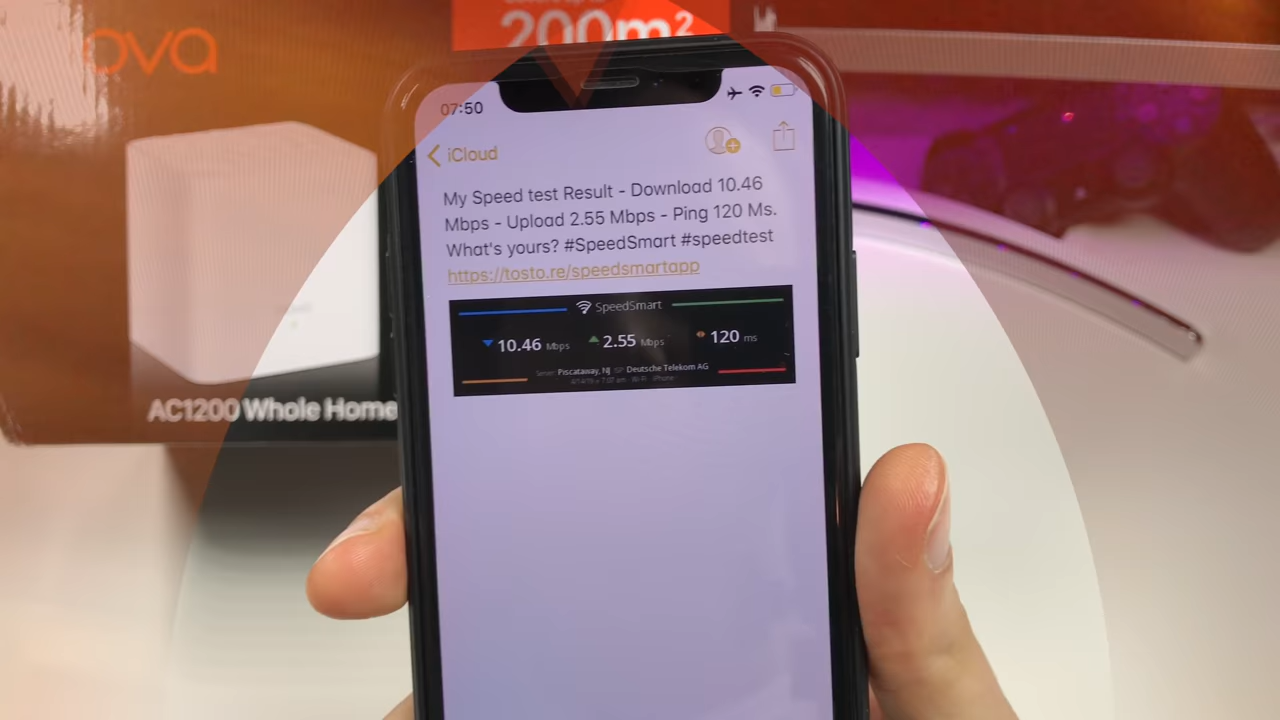 ova
200m²
07:50
iCloud
My Speed test Result - Download 10.46
Mbps - Upload 2.55 Mbps - Ping 120 Ms.
What's yours? #SpeedSmart #speedtest
https://tosto.re/speedsmartapp
SpeedSmart
10.46 Mbps 2.55 Mbps 120 ms
Server: Piscataway, NJ ISP: Deutsche Telekom AG
AC1200 Whole Home